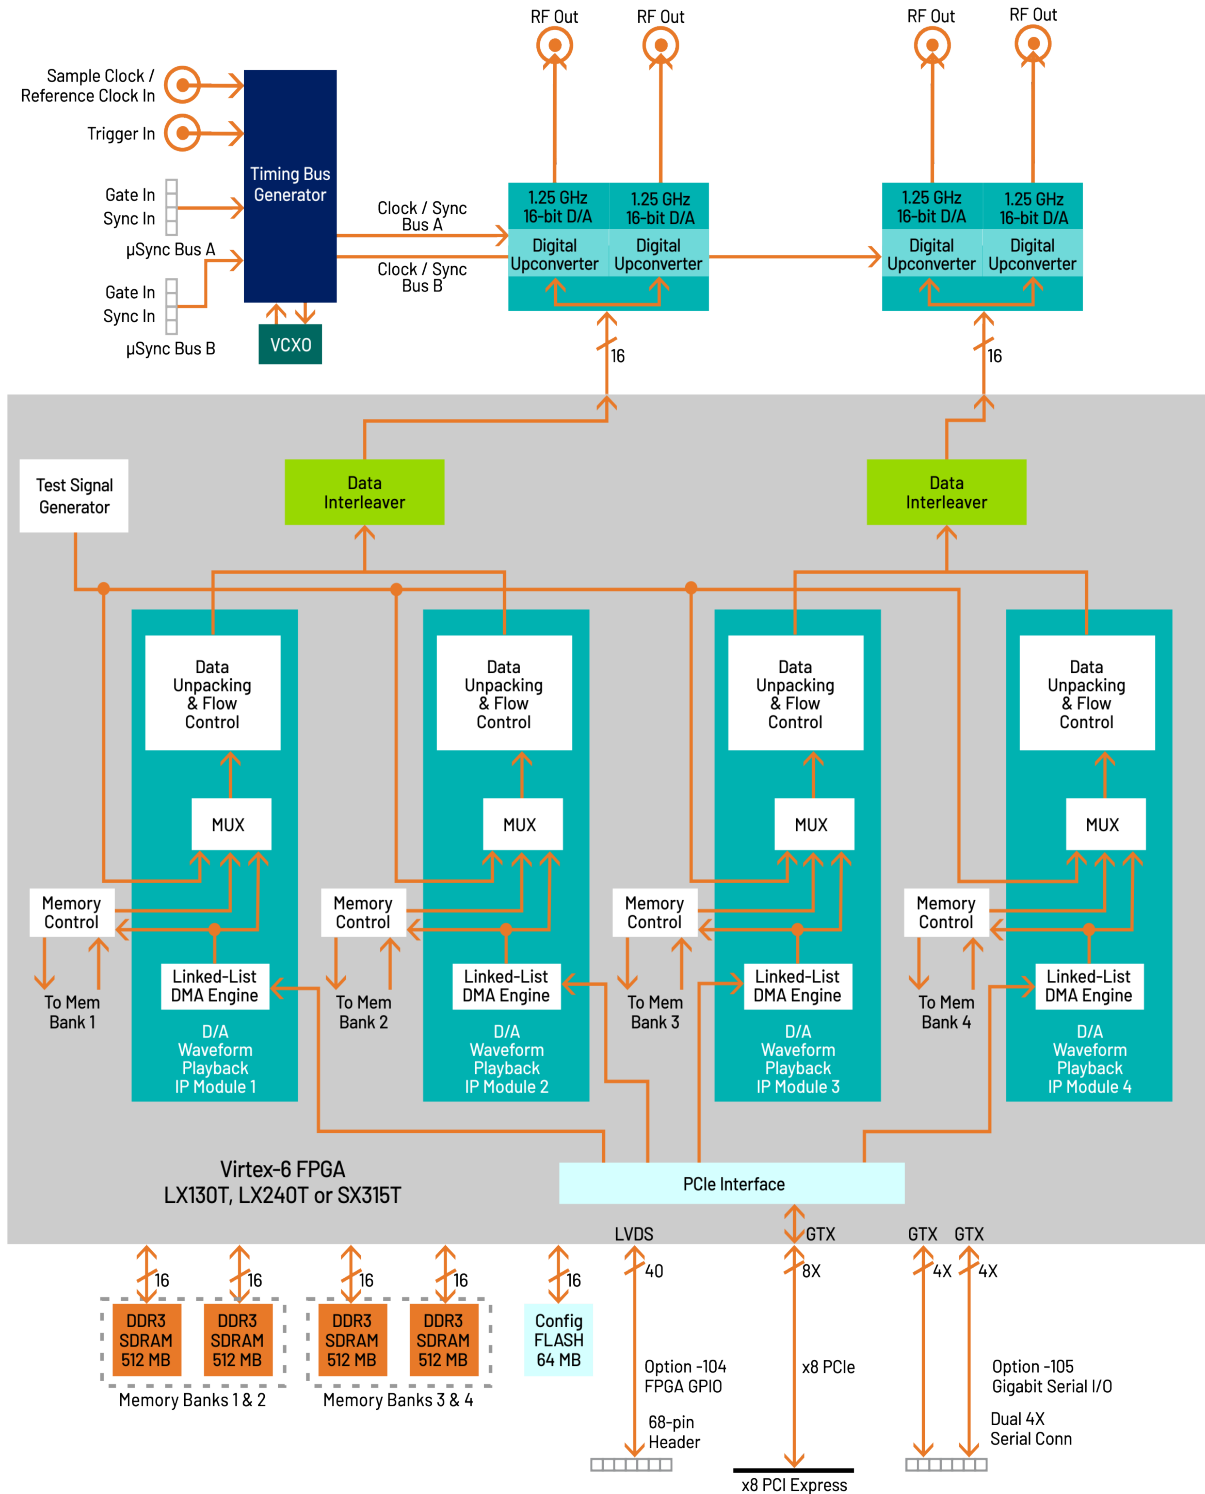 RF Out
RF Out
RF Out
RF Out
Sample Clock /
Reference Clock In
Trigger In
Timing Bus
Generator
Gate In
Sync In
µSync Bus A
Gate In
Sync In
µSync Bus B
VCXO
Clock / Sync
Bus A
Clock / Sync
Bus B
1.25 GHz
16-bit D/A
1.25 GHz
16-bit D/A
Digital
Upconverter
Digital
Upconverter
1.25 GHz
16-bit D/A
1.25 GHz
16-bit D/A
Digital
Upconverter
Digital
Upconverter
16
16
Test Signal
Generator
Data
Interleaver
Data
Interleaver
Data
Unpacking
& Flow
Control
MUX
Memory
Control
To Mem
Bank 1
Linked-List
DMA Engine
D/A
Waveform
Playback
IP Module 1
Data
Unpacking
& Flow
Control
MUX
Memory
Control
To Mem
Bank 2
Linked-List
DMA Engine
D/A
Waveform
Playback
IP Module 2
Data
Unpacking
& Flow
Control
MUX
Memory
Control
To Mem
Bank 3
Linked-List
DMA Engine
D/A
Waveform
Playback
IP Module 3
Data
Unpacking
& Flow
Control
MUX
Memory
Control
To Mem
Bank 4
Linked-List
DMA Engine
D/A
Waveform
Playback
IP Module 4
Virtex-6 FPGA
LX130T, LX240T or SX315T
PCIe Interface
LVDS
GTX
GTX
GTX
16
16
16
16
16
40
8X
4X
4X
DDR3
SDRAM
512 MB
DDR3
SDRAM
512 MB
Memory Banks 1 & 2
DDR3
SDRAM
512 MB
DDR3
SDRAM
512 MB
Memory Banks 3 & 4
Config
FLASH
64 MB
Option -104
FPGA GPIO
68-pin
Header
x8 PCIe
x8 PCI Express
Option -105
Gigabit Serial I/O
Dual 4X
Serial Conn